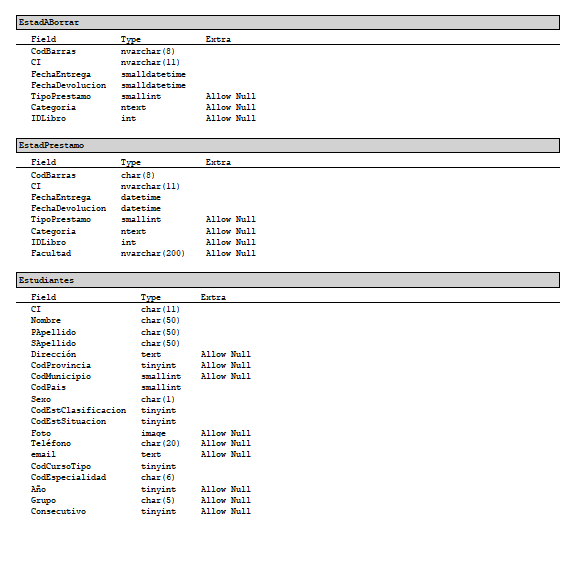 EstadABorrar
Field Type Extra
CodBarras nvarchar(8)
CI nvarchar(11)
FechaEntrega smalldatetime
FechaDevolucion smalldatetime
TipoPrestamo smallint Allow Null
Categoria ntext Allow Null
IDLibro int Allow Null
EstadPrestamo
Field Type Extra
CodBarras char(8)
CI nvarchar(11)
FechaEntrega datetime
FechaDevolucion datetime
TipoPrestamo smallint Allow Null
Categoria ntext Allow Null
IDLibro int Allow Null
Facultad nvarchar(200) Allow Null
Estudiantes
Field Type Extra
CI char(11)
Nombre char(50)
PApellido char(50)
SApellido char(50)
Dirección text Allow Null
CodProvincia tinyint Allow Null
CodMunicipio smallint Allow Null
CodPais smallint
Sexo char(1)
CodEstClasificacion tinyint
CodEstSituacion tinyint
Foto image Allow Null
Teléfono char(20) Allow Null
email text Allow Null
CodCursoTipo tinyint
CodEspecialidad char(6)
Año tinyint Allow Null
Grupo char(5) Allow Null
Consecutivo tinyint Allow Null